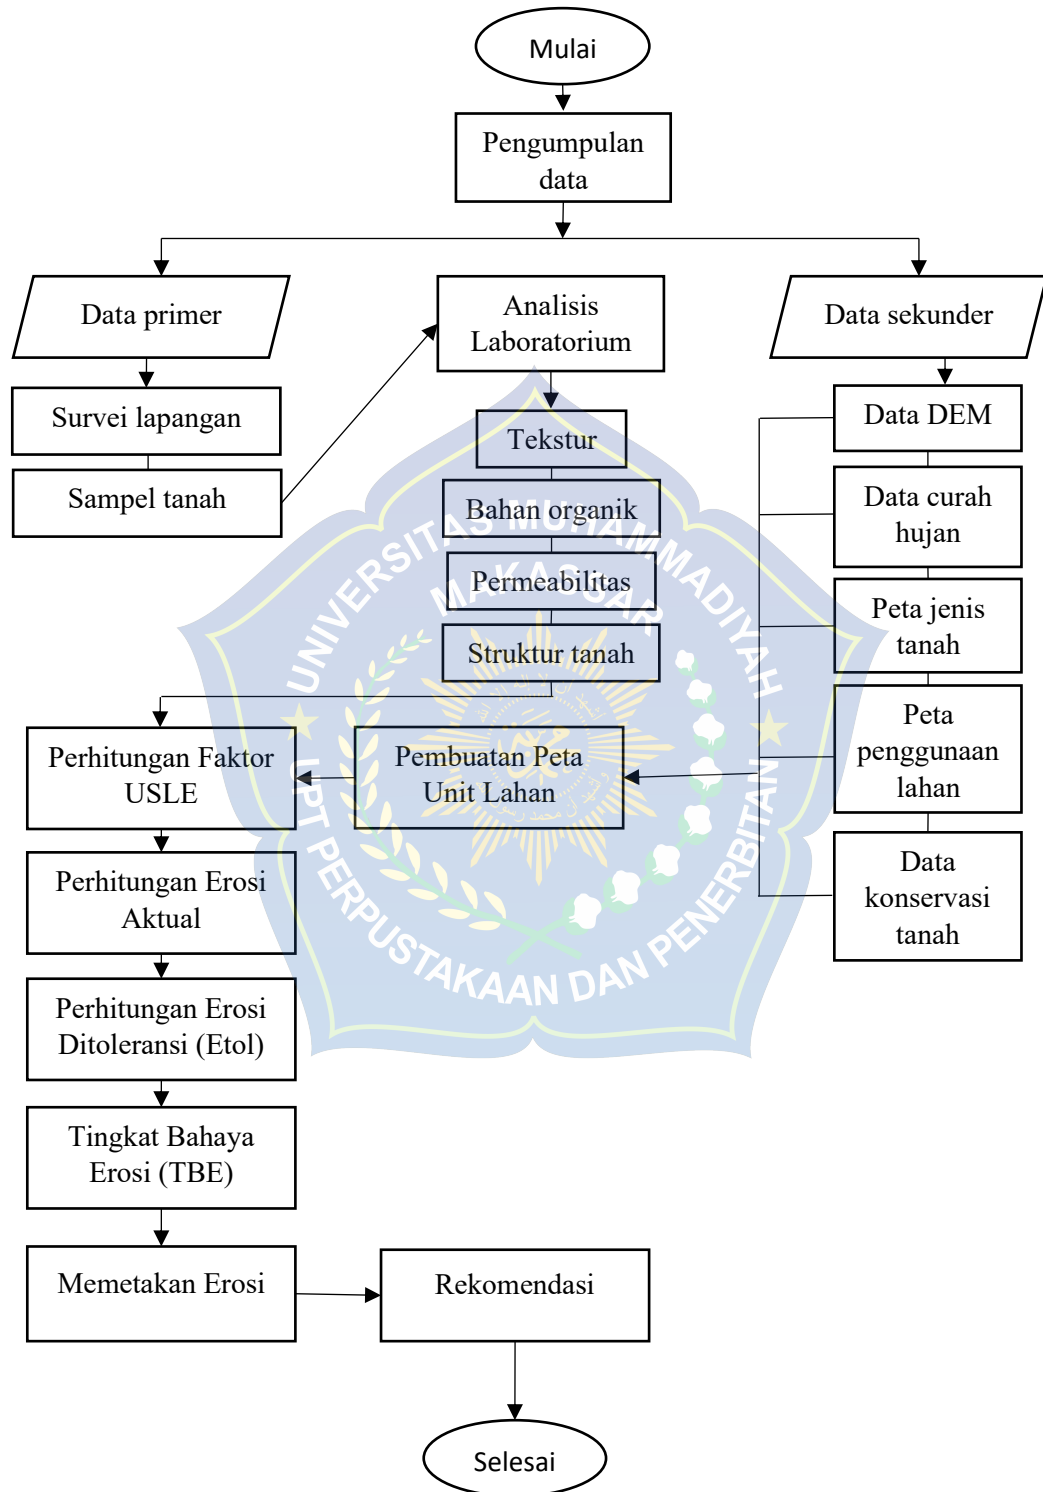 Mulai
Pengumpulan
data
Data primer
Analisis
Laboratorium
Data sekunder
Survei lapangan
Sampel tanah
Tekstur
Bahan organik
Permeabilitas
Struktur tanah
Data DEM
Data curah
hujan
Peta jenis
tanah
Peta
penggunaan
lahan
Data
konservasi
tanah
Perhitungan Faktor
USLE
Pembuatan Peta
Unit Lahan
Perhitungan Erosi
Aktual
Perhitungan Erosi
Ditoleransi (Etol)
Tingkat Bahaya
Erosi (TBE)
Memetakan Erosi
Rekomendasi
Selesai
UNIVERSITAS MUHAMMADIYAH
MAKASSAR
UPT PERPUSTAKAAN DAN PENERBITAN